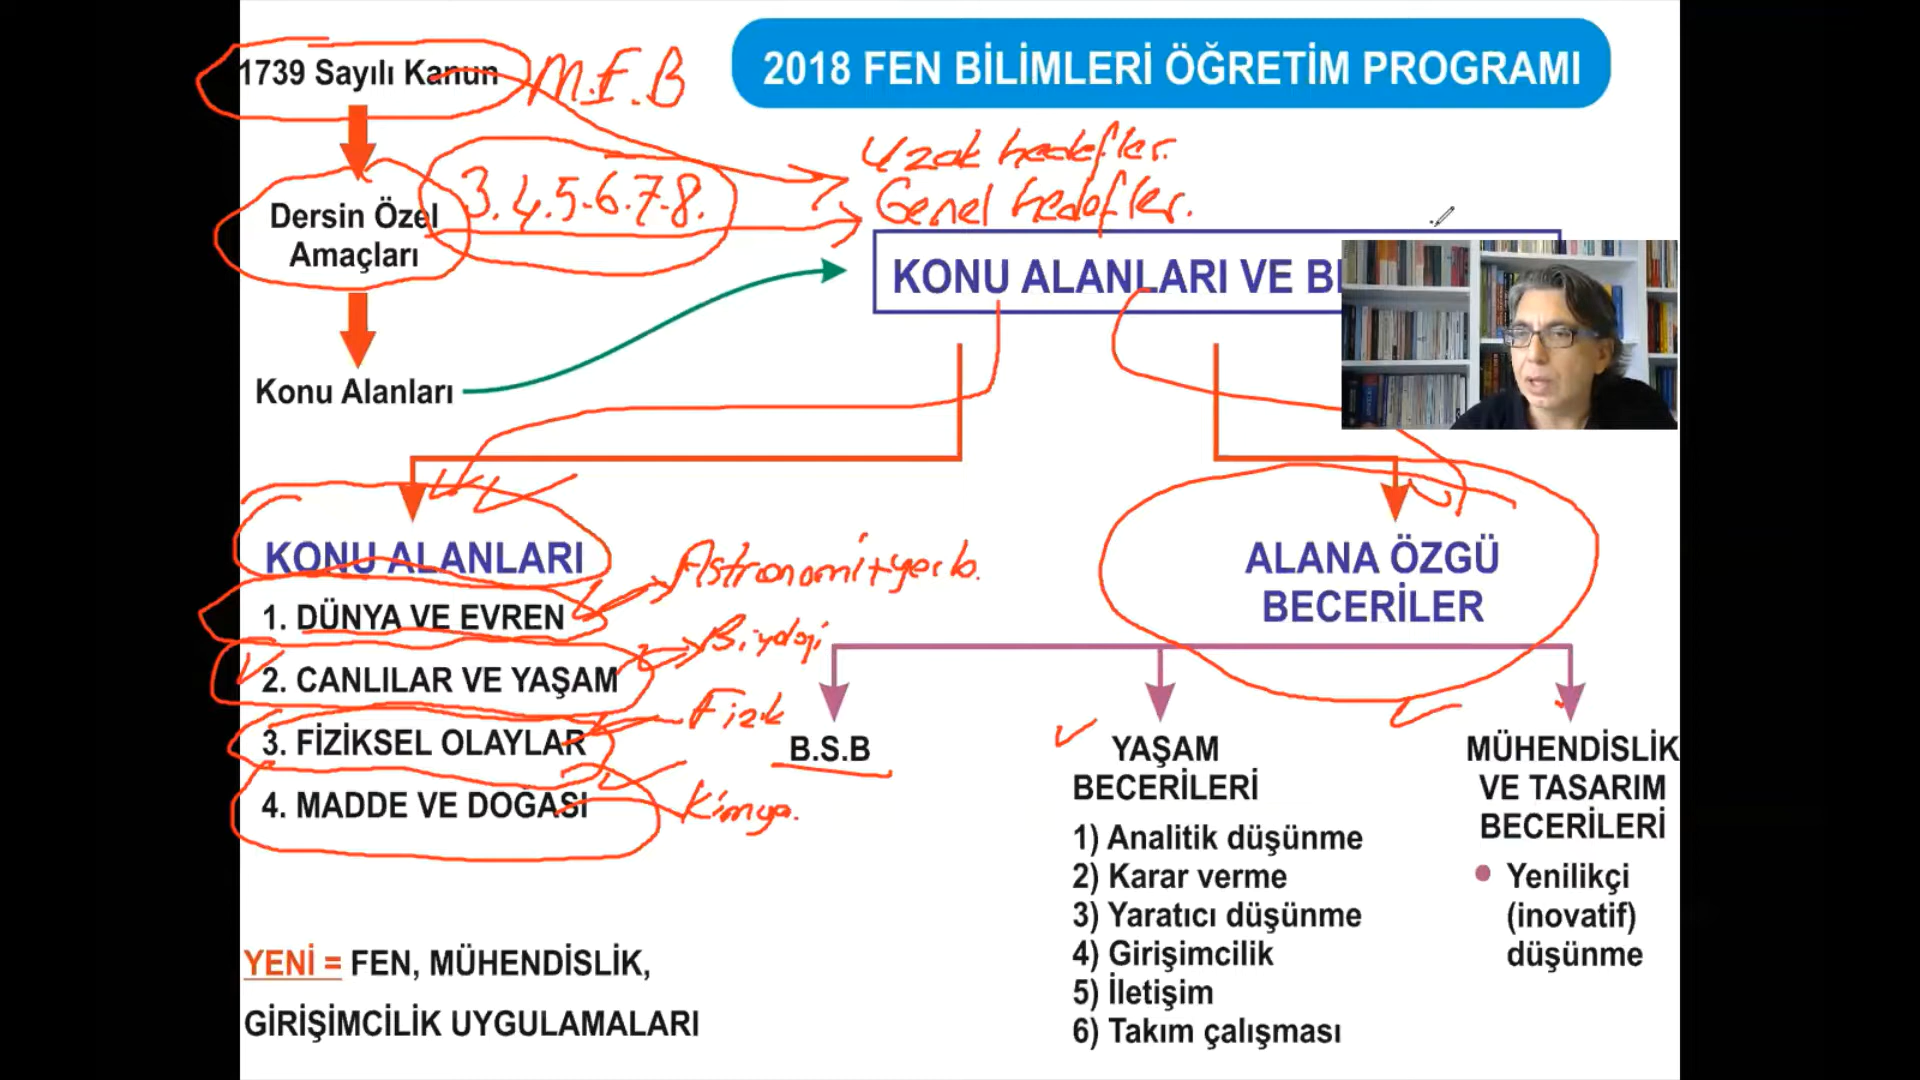 2018 FEN BİLİMLERİ ÖĞRETİM PROGRAMI
1739 Sayılı Kanun
M.E.B
Uzak hedefler.
3.4.5.6.7.8.
Genel hedefler.
Dersin Özel
Amaçları
KONU ALANLARI VE
Konu Alanları
KONU ALANLARI
1. DÜNYA VE EVREN
Astronomi+yer b.
2. CANLILAR VE YAŞAM
Biyoloji
3. FİZİKSEL OLAYLAR
Fizik
4. MADDE VE DOĞASI
Kimya.
ALANA ÖZGÜ
BECERİLER
B.S.B
YAŞAM
BECERİLERİ
1) Analitik düşünme
2) Karar verme
3) Yaratıcı düşünme
4) Girişimcilik
5) İletişim
6) Takım çalışması
MÜHENDİSLİK
VE TASARIM
BECERİLERİ
• Yenilikçi
(inovatif)
düşünme
YENİ = FEN, MÜHENDİSLİK,
GİRİŞİMCİLİK UYGULAMALARI